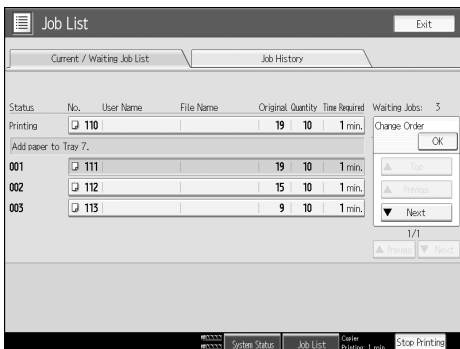 Job List
Exit
Current / Waiting Job List
Job History
Status No. User Name File Name Original Quantity Time Required Waiting Jobs: 3
Printing 110 19 10 1 min. Change Order
Add paper to Tray 7. OK
001 111 19 10 1 min. ▲ Top
002 112 15 10 1 min. ▲ Previous
003 113 9 10 1 min. ▼ Next
1/1
▲ Previous ▼ Next
System Status Job List Copier Stop Printing
Printing 1 min.